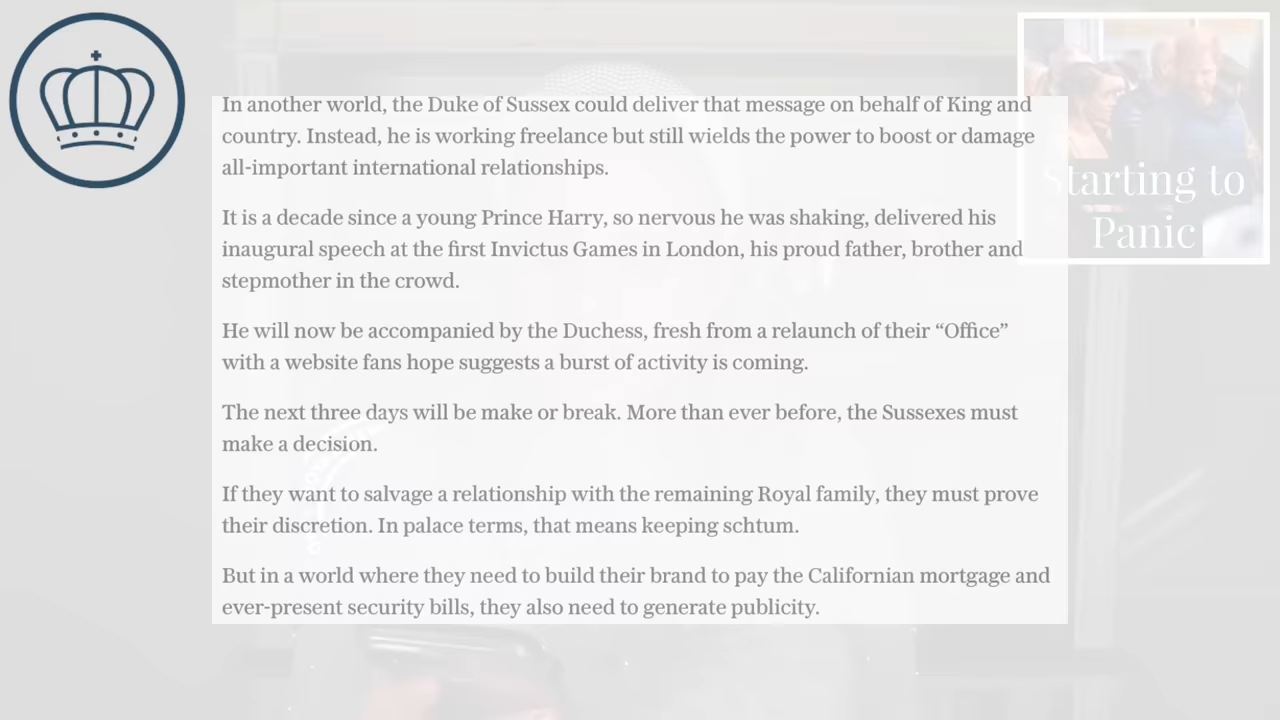 In another world, the Duke of Sussex could deliver that message on behalf of King and
country. Instead, he is working freelance but still wields the power to boost or damage
all-important international relationships.
It is a decade since a young Prince Harry, so nervous he was shaking, delivered his
inaugural speech at the first Invictus Games in London, his proud father, brother and
stepmother in the crowd.
He will now be accompanied by the Duchess, fresh from a relaunch of their “Office”
with a website fans hope suggests a burst of activity is coming.
The next three days will be make or break. More than ever before, the Sussexes must
make a decision.
If they want to salvage a relationship with the remaining Royal family, they must prove
their discretion. In palace terms, that means keeping schtum.
But in a world where they need to build their brand to pay the Californian mortgage and
ever-present security bills, they also need to generate publicity.
Starting to
Panic